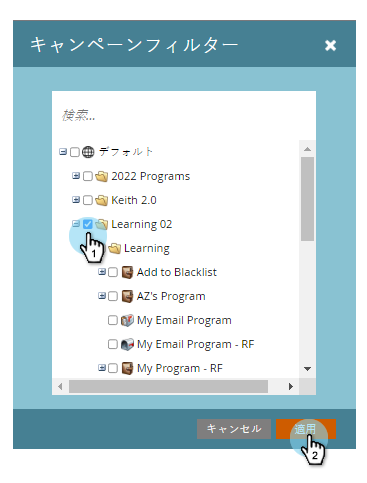 キャンペーンフィルター
検索...
デフォルト
2022 Programs
Keith 2.0
Learning 02
Learning
Add to Blacklist
AZ's Program
My Email Program
My Email Program - RF
My Program - RF
キャンセル 適用
1
2